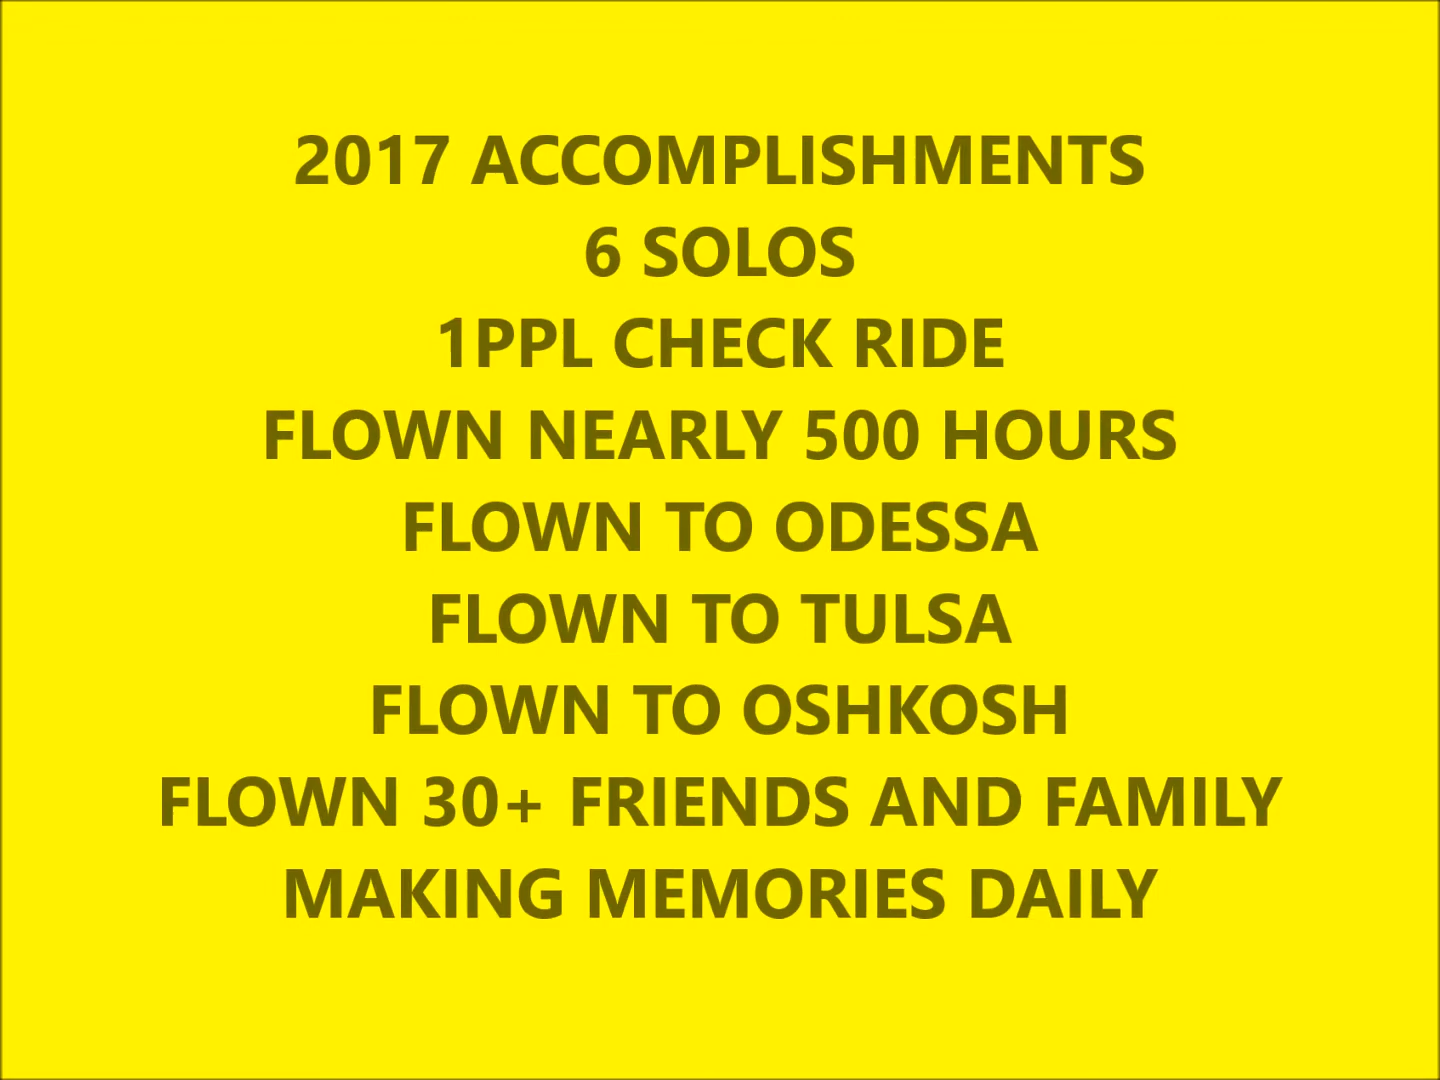 2017 ACCOMPLISHMENTS
6 SOLOS
1PPL CHECK RIDE
FLOWN NEARLY 500 HOURS
FLOWN TO ODESSA
FLOWN TO TULSA
FLOWN TO OSHKOSH
FLOWN 30+ FRIENDS AND FAMILY
MAKING MEMORIES DAILY